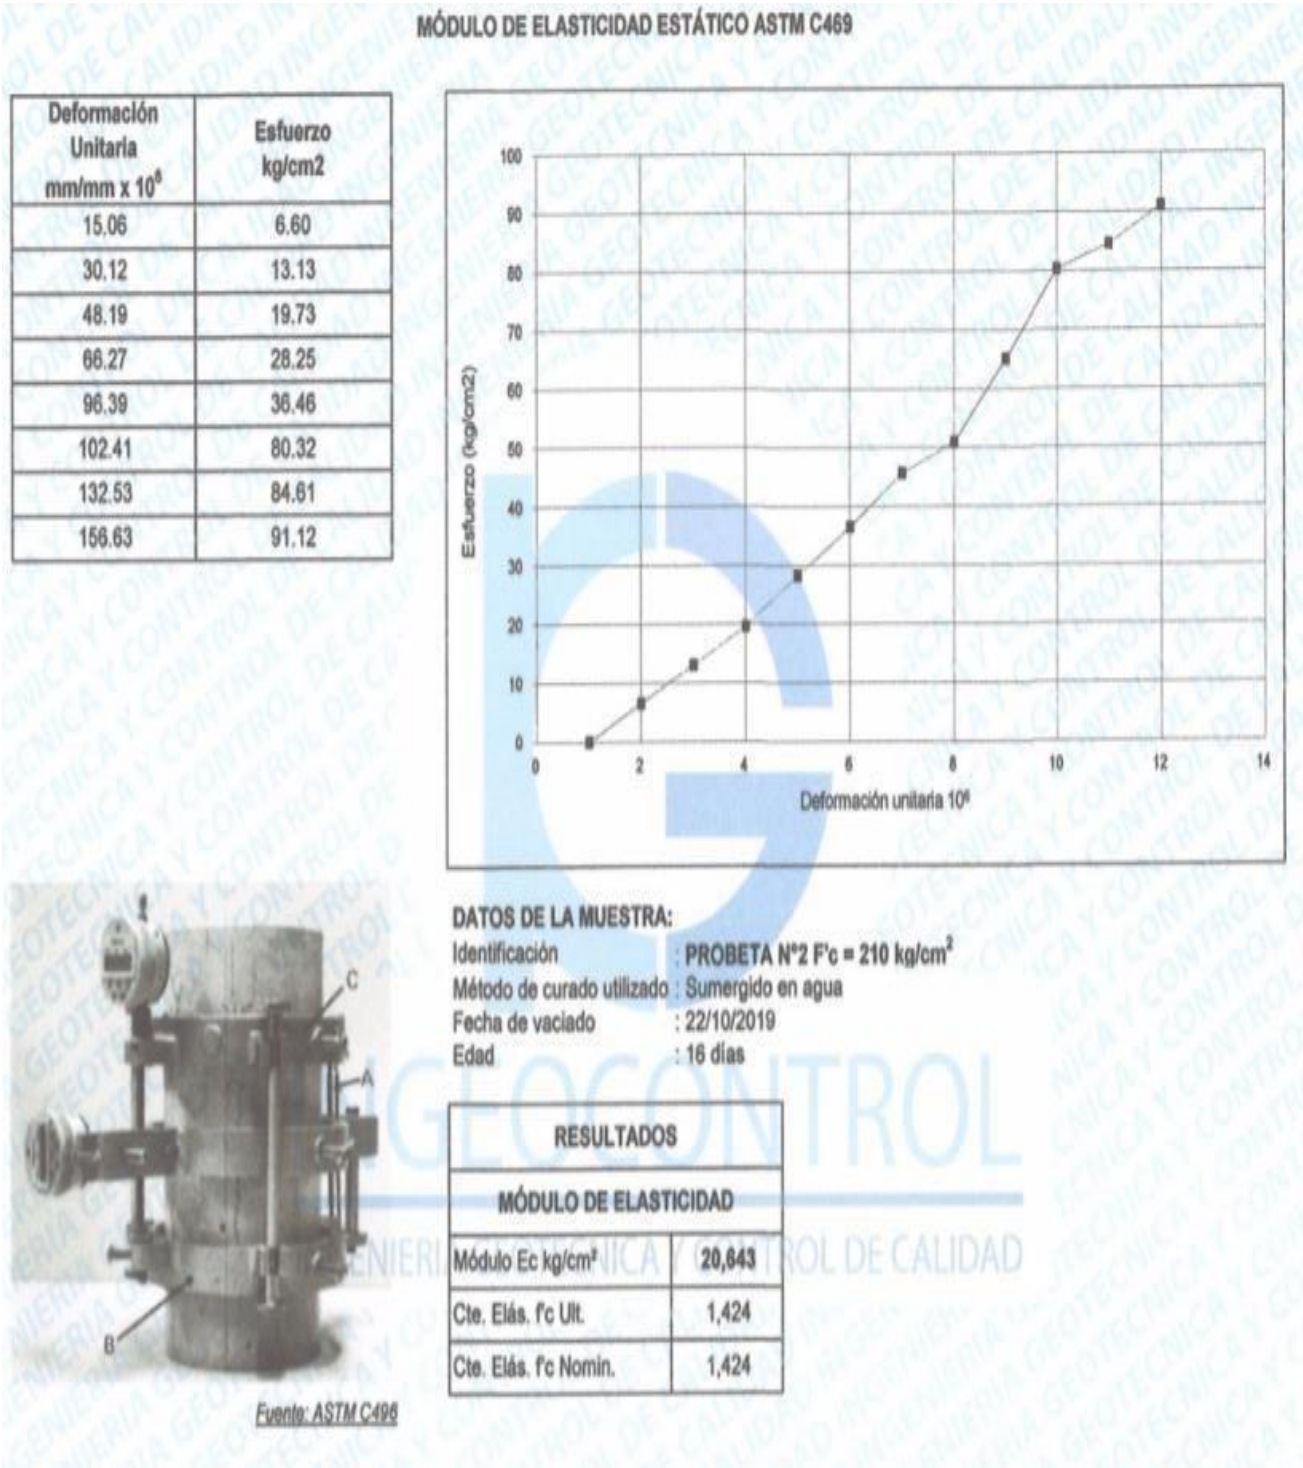 MÓDULO DE ELASTICIDAD ESTÁTICO ASTM C469
Deformación
Unitaria
mm/mm x 10⁶
Esfuerzo
kg/cm2
15.06 6.60
30.12 13.13
48.19 19.73
66.27 28.25
96.39 36.46
102.41 80.32
132.53 84.61
156.63 91.12
100
90
80
70
60
50
40
30
20
10
0
Esfuerzo (kg/cm2)
0 2 4 6 8 10 12 14
Deformación unitaria 10⁶
C
A
B
Fuente: ASTM C496
DATOS DE LA MUESTRA:
Identificación : PROBETA N°2 F'c = 210 kg/cm²
Método de curado utilizado : Sumergido en agua
Fecha de vaciado : 22/10/2019
Edad : 16 días
RESULTADOS
MÓDULO DE ELASTICIDAD
Módulo Ec kg/cm² 20,643
Cte. Elás. f'c Ult. 1,424
Cte. Elás. f'c Nomin. 1,424
INGEOCONTROL
INGENIERIA GEOTECNICA Y CONTROL DE CALIDAD